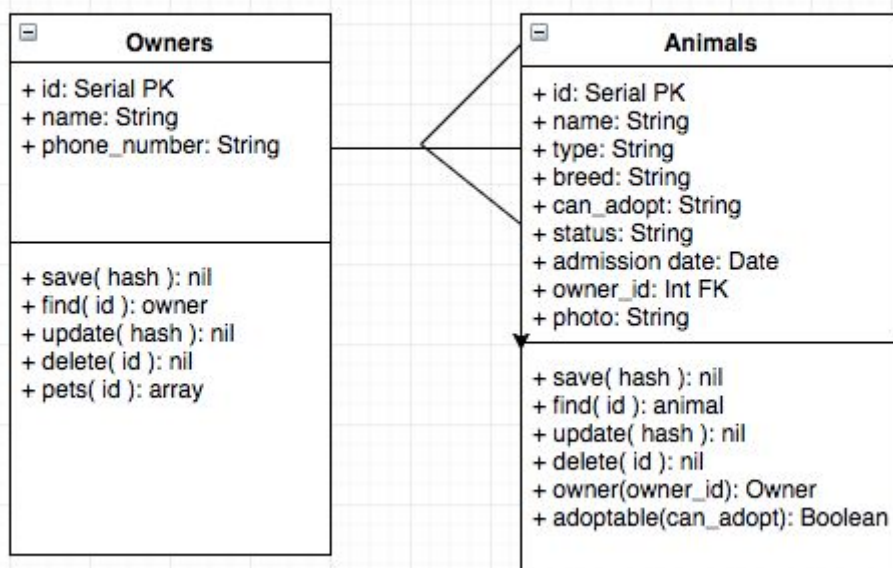 Owners
+ id: Serial PK
+ name: String
+ phone_number: String
+ save( hash ): nil
+ find( id ): owner
+ update( hash ): nil
+ delete( id ): nil
+ pets( id ): array
Animals
+ id: Serial PK
+ name: String
+ type: String
+ breed: String
+ can_adopt: String
+ status: String
+ admission date: Date
+ owner_id: Int FK
+ photo: String
+ save( hash ): nil
+ find( id ): animal
+ update( hash ): nil
+ delete( id ): nil
+ owner(owner_id): Owner
+ adoptable(can_adopt): Boolean